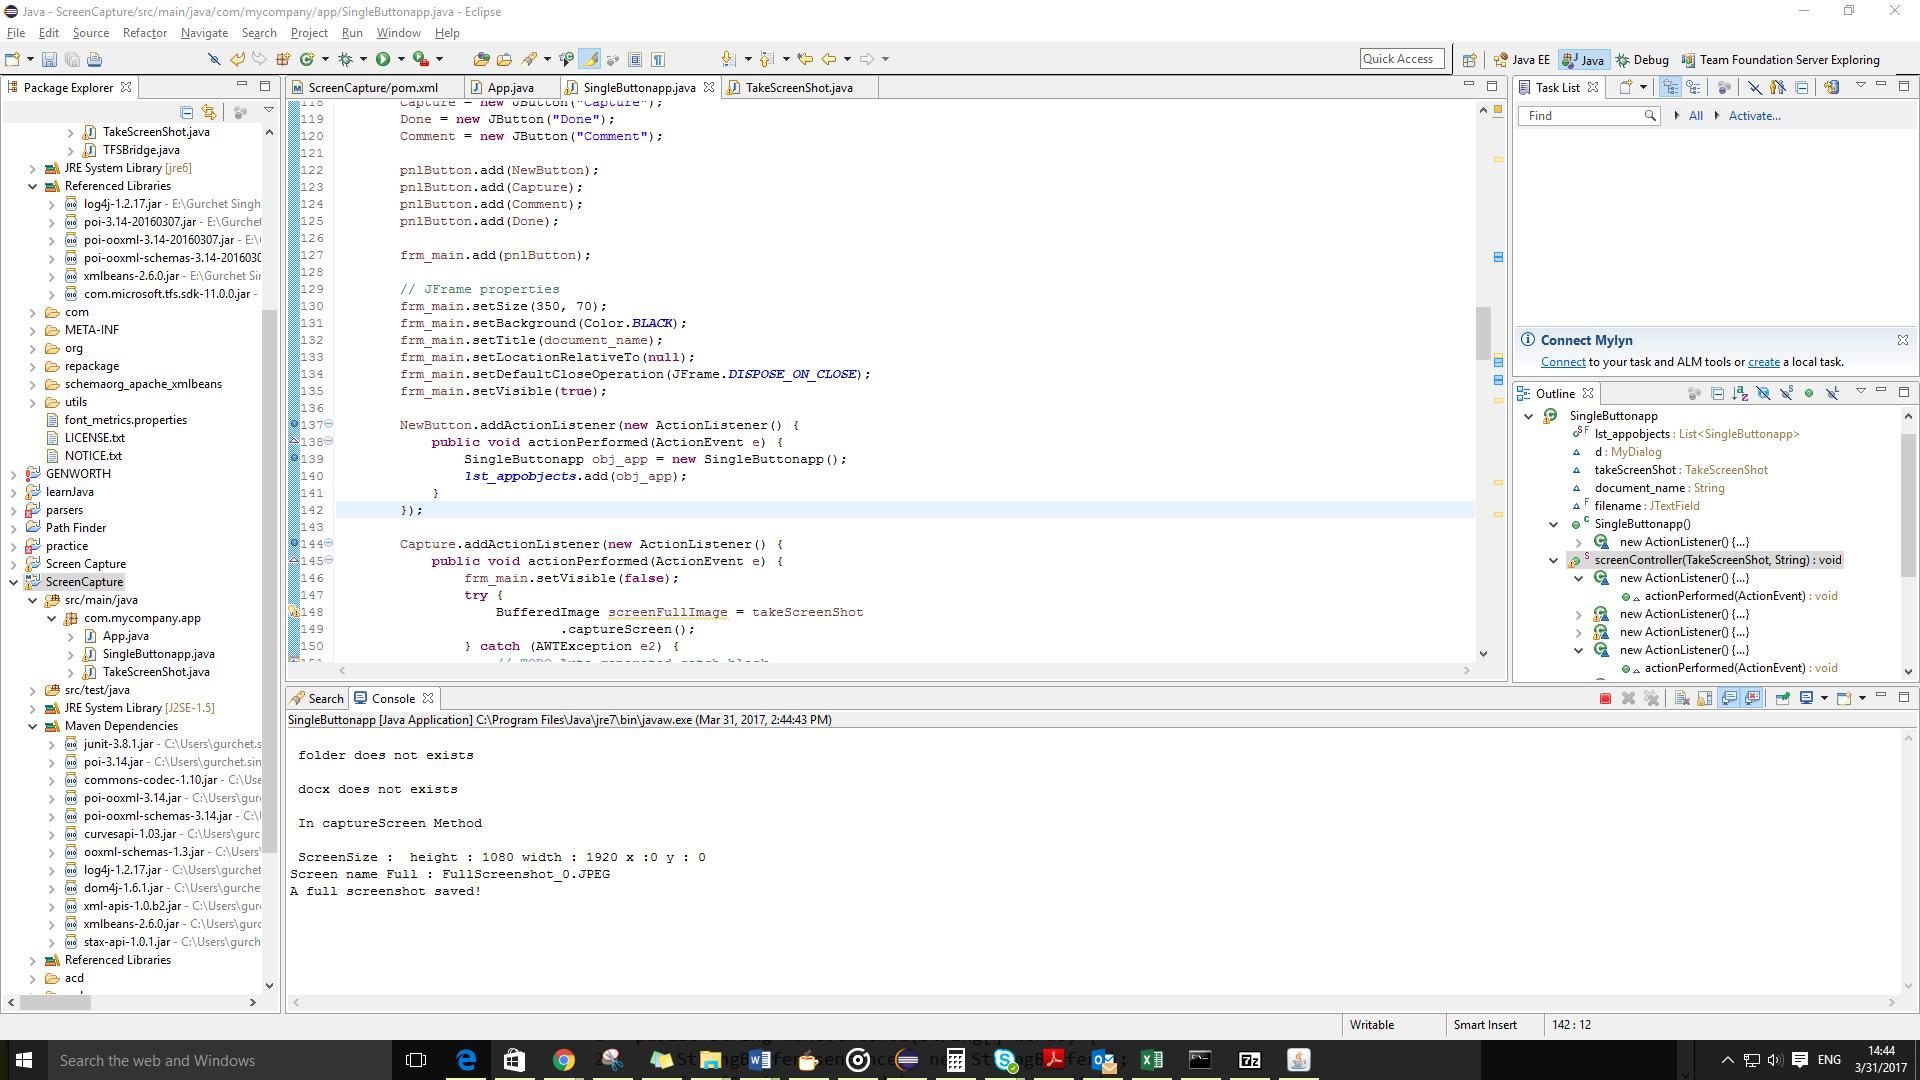 Java - ScreenCapture/src/main/java/com/mycompany/app/SingleButtonapp.java - Eclipse
File Edit Source Refactor Navigate Search Project Run Window Help
Quick Access
Java EE
Java
Debug
Team Foundation Server Exploring
Package Explorer
TakeScreenShot.java
TFSBridge.java
JRE System Library [jre6]
Referenced Libraries
log4j-1.2.17.jar - E:\Gurchet Singh
poi-3.14-20160307.jar - E:\Gurchet
poi-ooxml-3.14-20160307.jar - E:\
poi-ooxml-schemas-3.14-2016030
xmlbeans-2.6.0.jar - E:\Gurchet Sin
com.microsoft.tfs.sdk-11.0.0.jar -
com
META-INF
org
repackage
schemaorg_apache_xmlbeans
utils
font_metrics.properties
LICENSE.txt
NOTICE.txt
GENWORTH
learnJava
parsers
Path Finder
practice
Screen Capture
ScreenCapture
src/main/java
com.mycompany.app
App.java
SingleButtonapp.java
TakeScreenShot.java
src/test/java
JRE System Library [J2SE-1.5]
Maven Dependencies
junit-3.8.1.jar - C:\Users\gurchet.s
poi-3.14.jar - C:\Users\gurchet.sin
commons-codec-1.10.jar - C:\Use
poi-ooxml-3.14.jar - C:\Users\gur
poi-ooxml-schemas-3.14.jar - C:\U
curvesapi-1.03.jar - C:\Users\gurc
ooxml-schemas-1.3.jar - C:\Users\
log4j-1.2.17.jar - C:\Users\gurchet
dom4j-1.6.1.jar - C:\Users\gurchet
xml-apis-1.0.b2.jar - C:\Users\gur
xmlbeans-2.6.0.jar - C:\Users\gurc
stax-api-1.0.1.jar - C:\Users\gurch
Referenced Libraries
acd
ScreenCapture/pom.xml
App.java
SingleButtonapp.java
TakeScreenShot.java
118 Capture = new JButton("Capture");
119 Done = new JButton("Done");
120 Comment = new JButton("Comment");
121
122 pnlButton.add(NewButton);
123 pnlButton.add(Capture);
124 pnlButton.add(Comment);
125 pnlButton.add(Done);
126
127 frm_main.add(pnlButton);
128
129 // JFrame properties
130 frm_main.setSize(350, 70);
131 frm_main.setBackground(Color.BLACK);
132 frm_main.setTitle(document_name);
133 frm_main.setLocationRelativeTo(null);
134 frm_main.setDefaultCloseOperation(JFrame.DISPOSE_ON_CLOSE);
135 frm_main.setVisible(true);
136
137 NewButton.addActionListener(new ActionListener() {
138 public void actionPerformed(ActionEvent e) {
139 SingleButtonapp obj_app = new SingleButtonapp();
140 lst_appobjects.add(obj_app);
141 }
142 });
143
144 Capture.addActionListener(new ActionListener() {
145 public void actionPerformed(ActionEvent e) {
146 frm_main.setVisible(false);
147 try {
148 BufferedImage screenFullImage = takeScreenShot
149 .captureScreen();
150 } catch (AWTException e2) {
151 // TODO Auto-generated catch block
Task List
Find
All
Activate...
Connect Mylyn
Connect to your task and ALM tools or create a local task.
Outline
SingleButtonapp
lst_appobjects : List<SingleButtonapp>
d : MyDialog
takeScreenShot : TakeScreenShot
document_name : String
filename : JTextField
SingleButtonapp()
new ActionListener() {...}
screenController(TakeScreenShot, String) : void
new ActionListener() {...}
actionPerformed(ActionEvent) : void
new ActionListener() {...}
new ActionListener() {...}
new ActionListener() {...}
actionPerformed(ActionEvent) : void
Search
Console
SingleButtonapp [Java Application] C:\Program Files\Java\jre7\bin\javaw.exe (Mar 31, 2017, 2:44:43 PM)
folder does not exists
docx does not exists
In captureScreen Method
ScreenSize : height : 1080 width : 1920 x :0 y : 0
Screen name Full : FullScreenshot_0.JPEG
A full screenshot saved!
Writable
Smart Insert
142 : 12
Search the web and Windows
ENG
14:44
3/31/2017